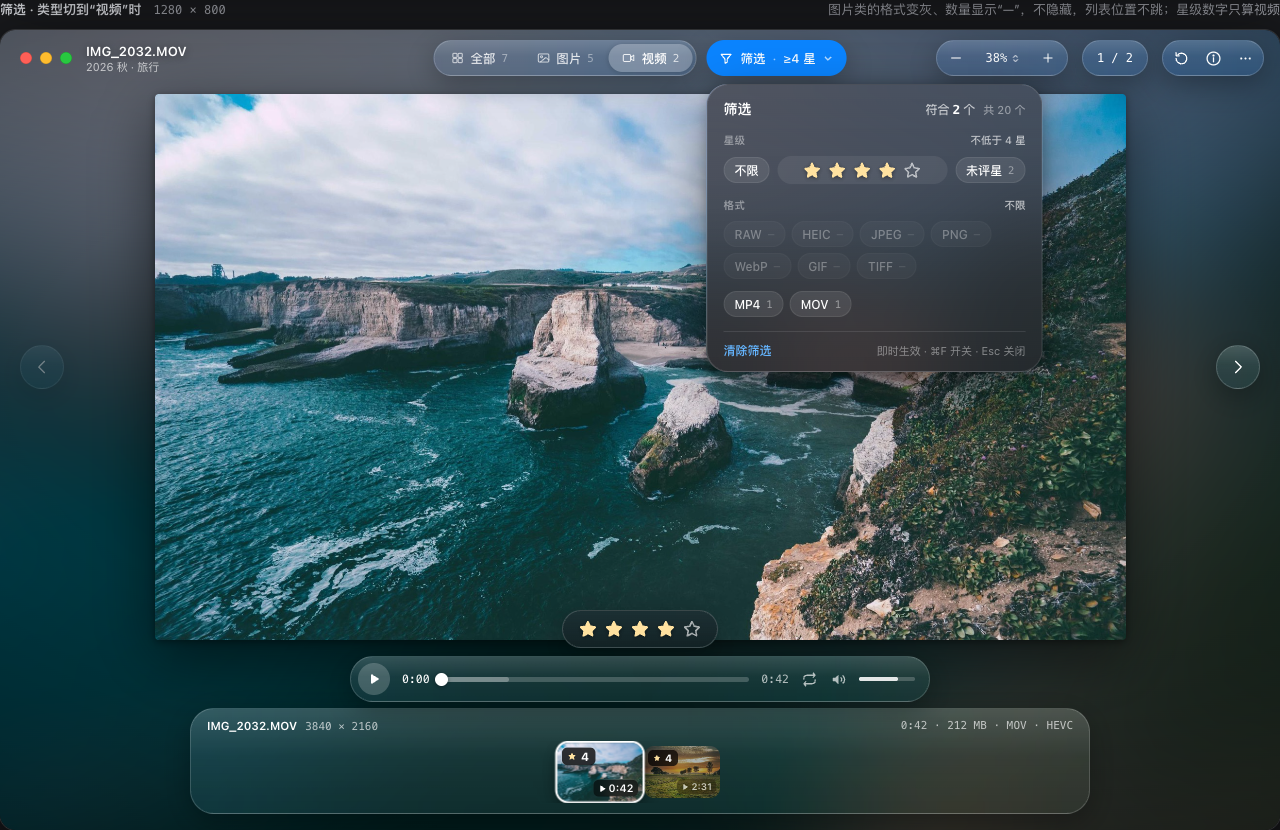 筛选 · 类型切到“视频”时 1280 × 800
图片类的格式变灰、数量显示“—”，不隐藏，列表位置不跳；星级数字只算视频
IMG_2032.MOV
2026 秋 · 旅行
全部 7 图片 5 视频 2
筛选 · ≥4 星
38%
1 / 2
筛选 符合 2 个 共 20 个
星级 不低于 4 星
不限 未评星 2
格式 不限
RAW – HEIC – JPEG – PNG –
WebP – GIF – TIFF –
MP4 1 MOV 1
清除筛选 即时生效 · ⌘F 开关 · Esc 关闭
0:00 0:42
IMG_2032.MOV 3840 × 2160 0:42 · 212 MB · MOV · HEVC
4 4
0:42 2:31